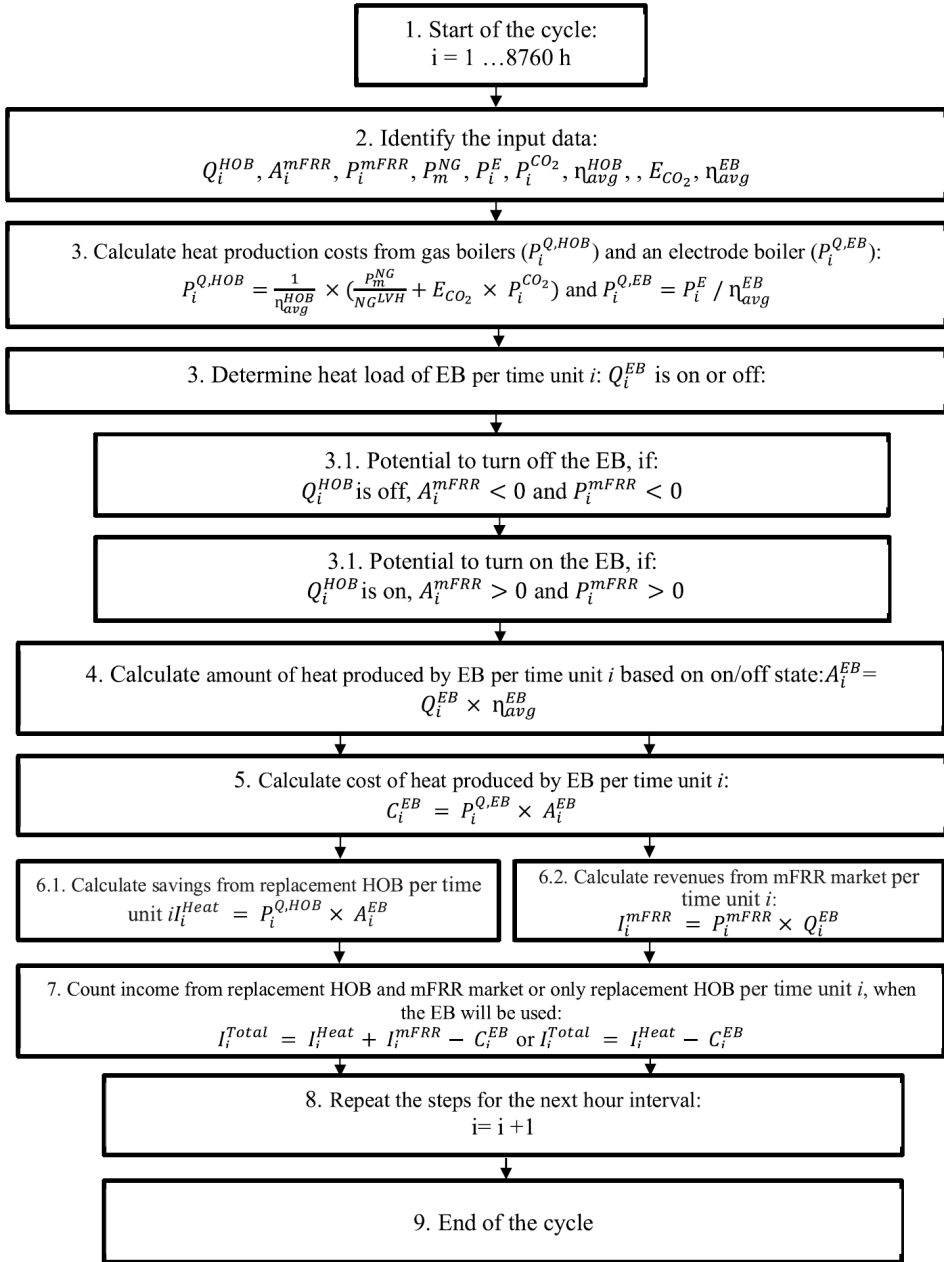 1. Start of the cycle:
i = 1 …8760 h
2. Identify the input data:
$Q_i^{HOB}, A_i^{mFRR}, P_i^{mFRR}, P_m^{NG}, P_i^E, P_i^{CO_2}, η_{avg}^{HOB}, , E_{CO_2}, η_{avg}^{EB}$
3. Calculate heat production costs from gas boilers ($P_i^{Q,HOB}$) and an electrode boiler ($P_i^{Q,EB}$):
$P_i^{Q,HOB} = \frac{1}{η_{avg}^{HOB}} × (\frac{P_m^{NG}}{NG^{LVH}} + E_{CO_2} × P_i^{CO_2})$ and $P_i^{Q,EB} = P_i^E / η_{avg}^{EB}$
3. Determine heat load of EB per time unit i: $Q_i^{EB}$ is on or off:
3.1. Potential to turn off the EB, if:
$Q_i^{HOB}$ is off, $A_i^{mFRR} < 0$ and $P_i^{mFRR} < 0$
3.1. Potential to turn on the EB, if:
$Q_i^{HOB}$ is on, $A_i^{mFRR} > 0$ and $P_i^{mFRR} > 0$
4. Calculate amount of heat produced by EB per time unit i based on on/off state:$A_i^{EB} =$
$Q_i^{EB} × η_{avg}^{EB}$
5. Calculate cost of heat produced by EB per time unit i:
$C_i^{EB} = P_i^{Q,EB} × A_i^{EB}$
6.1. Calculate savings from replacement HOB per time
unit i$I_i^{Heat} = P_i^{Q,HOB} × A_i^{EB}$
6.2. Calculate revenues from mFRR market per
time unit i:
$I_i^{mFRR} = P_i^{mFRR} × Q_i^{EB}$
7. Count income from replacement HOB and mFRR market or only replacement HOB per time unit i, when
the EB will be used:
$I_i^{Total} = I_i^{Heat} + I_i^{mFRR} − C_i^{EB}$ or $I_i^{Total} = I_i^{Heat} − C_i^{EB}$
8. Repeat the steps for the next hour interval:
i= i +1
9. End of the cycle